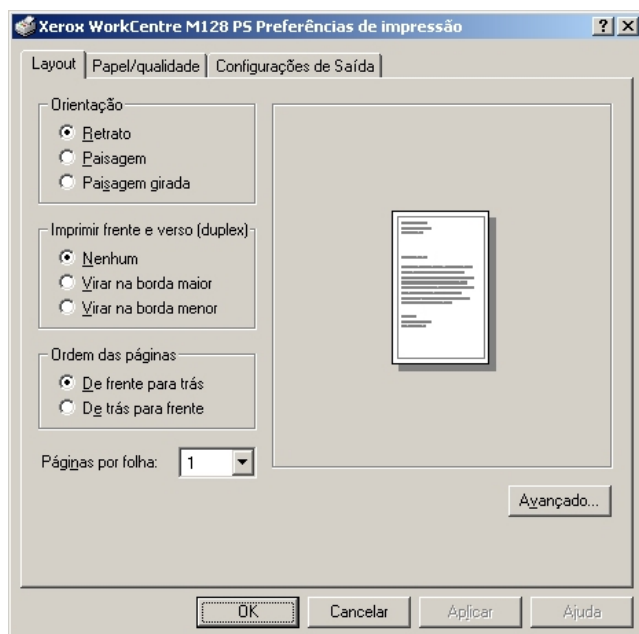 Xerox WorkCentre M128 PS Preferências de impressão
Layout
Papel/qualidade
Configurações de Saída
Orientação
Retrato
Paisagem
Paisagem girada
Imprimir frente e verso (duplex)
Nenhum
Virar na borda maior
Virar na borda menor
Ordem das páginas
De frente para trás
De trás para frente
Páginas por folha:
1
Avançado...
OK
Cancelar
Aplicar
Ajuda